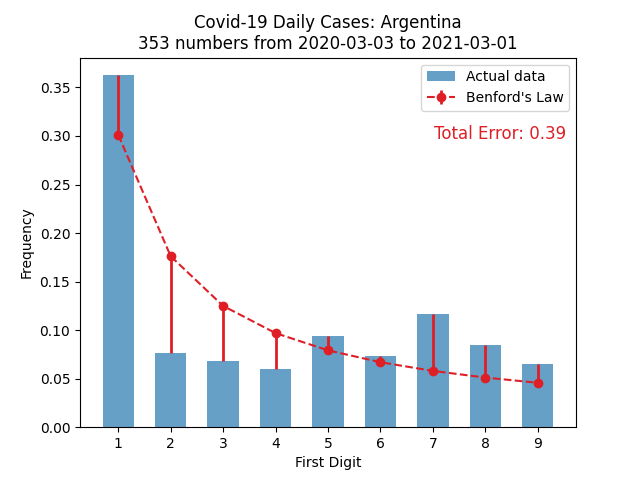 Covid-19 Daily Cases: Argentina
353 numbers from 2020-03-03 to 2021-03-01
Actual data
Benford's Law
Total Error: 0.39
Frequency
0.35
0.30
0.25
0.20
0.15
0.10
0.05
0.00
1 2 3 4 5 6 7 8 9
First Digit